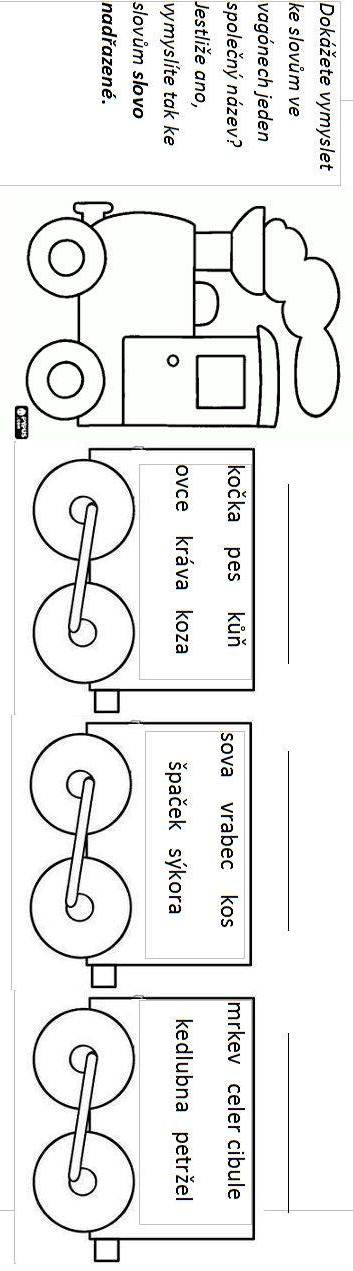 Dokážete vymyslet
ke slovům ve
vagónech jeden
společný název?
Jestliže ano,
vymyslíte tak ke
slovům slovo
nadřazené.
kočka pes kůň
ovce kráva koza
sova vrabec kos
špaček sýkora
mrkev celer cibule
kedlubna petržel